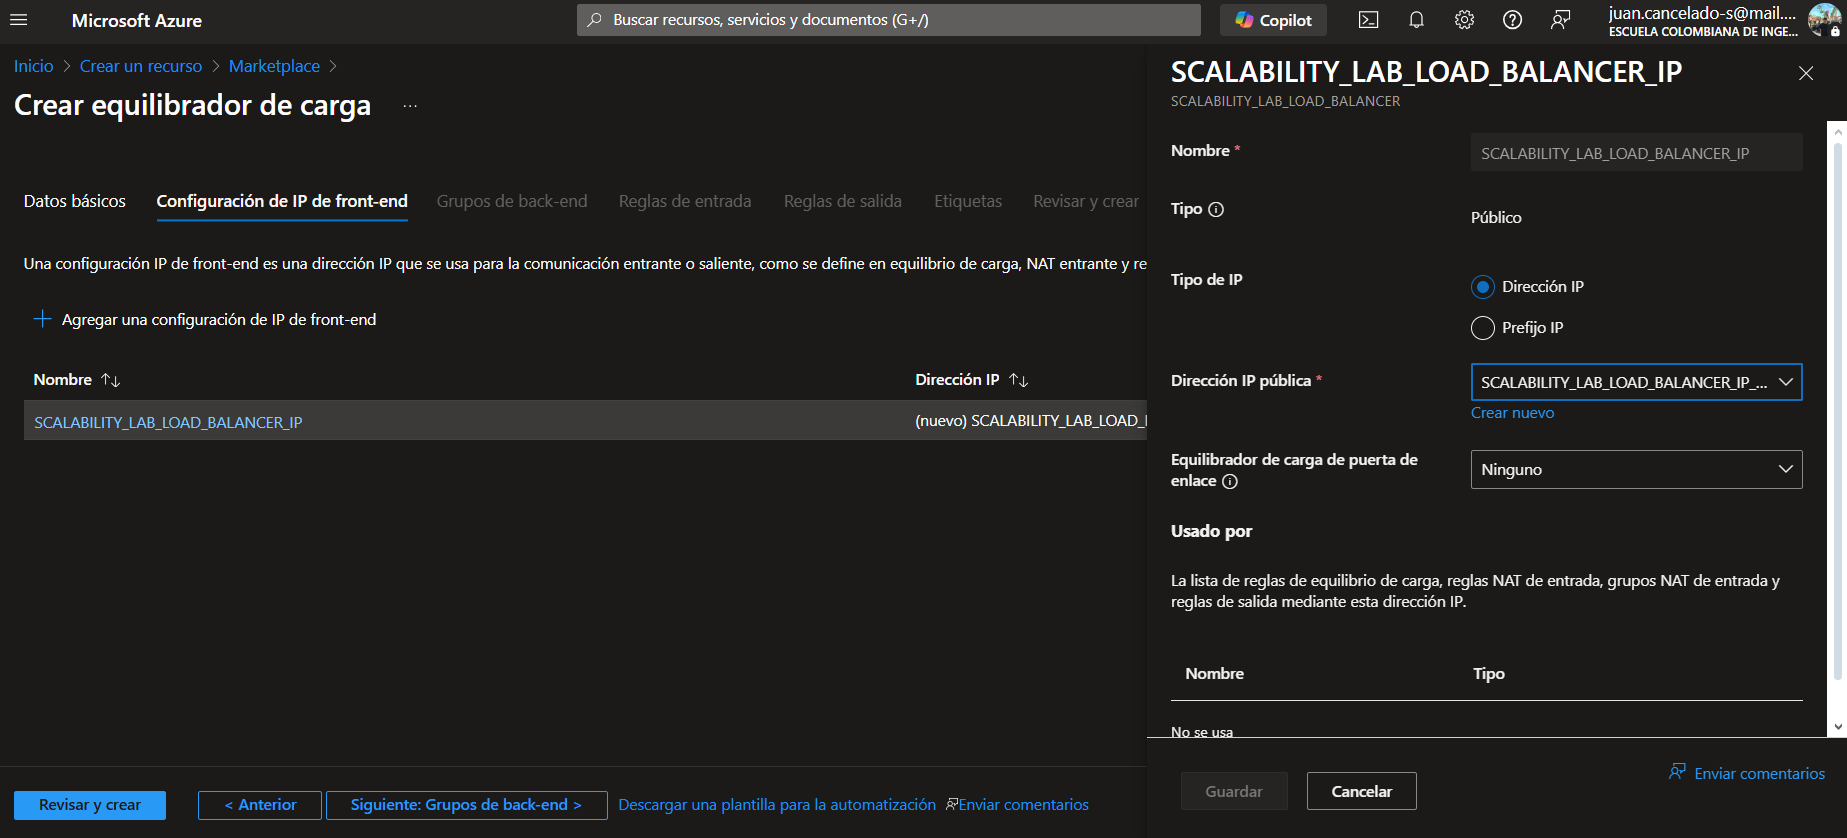 Microsoft Azure
Buscar recursos, servicios y documentos (G+/)
Copilot
juan.cancelado-s@mail....
ESCUELA COLOMBIANA DE INGE...
Inicio > Crear un recurso > Marketplace >
Crear equilibrador de carga ...
Datos básicos
Configuración de IP de front-end
Grupos de back-end
Reglas de entrada
Reglas de salida
Etiquetas
Revisar y crear
Una configuración IP de front-end es una dirección IP que se usa para la comunicación entrante o saliente, como se define en equilibrio de carga, NAT entrante y re
Agregar una configuración de IP de front-end
Nombre
Dirección IP
SCALABILITY_LAB_LOAD_BALANCER_IP
(nuevo) SCALABILITY_LAB_LOAD_
Revisar y crear
< Anterior
Siguiente: Grupos de back-end >
Descargar una plantilla para la automatización
Enviar comentarios
SCALABILITY_LAB_LOAD_BALANCER_IP
SCALABILITY_LAB_LOAD_BALANCER
Nombre *
SCALABILITY_LAB_LOAD_BALANCER_IP
Tipo
Público
Tipo de IP
Dirección IP
Prefijo IP
Dirección IP pública *
SCALABILITY_LAB_LOAD_BALANCER_IP_...
Crear nuevo
Equilibrador de carga de puerta de
enlace
Ninguno
Usado por
La lista de reglas de equilibrio de carga, reglas NAT de entrada, grupos NAT de entrada y
reglas de salida mediante esta dirección IP.
Nombre
Tipo
No se usa
Guardar
Cancelar
Enviar comentarios